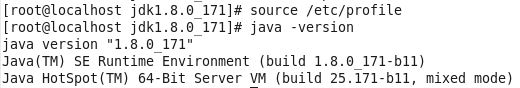 [root@localhost jdk1.8.0_171]# source /etc/profile
[root@localhost jdk1.8.0_171]# java -version
java version "1.8.0_171"
Java(TM) SE Runtime Environment (build 1.8.0_171-b11)
Java HotSpot(TM) 64-Bit Server VM (build 25.171-b11, mixed mode)